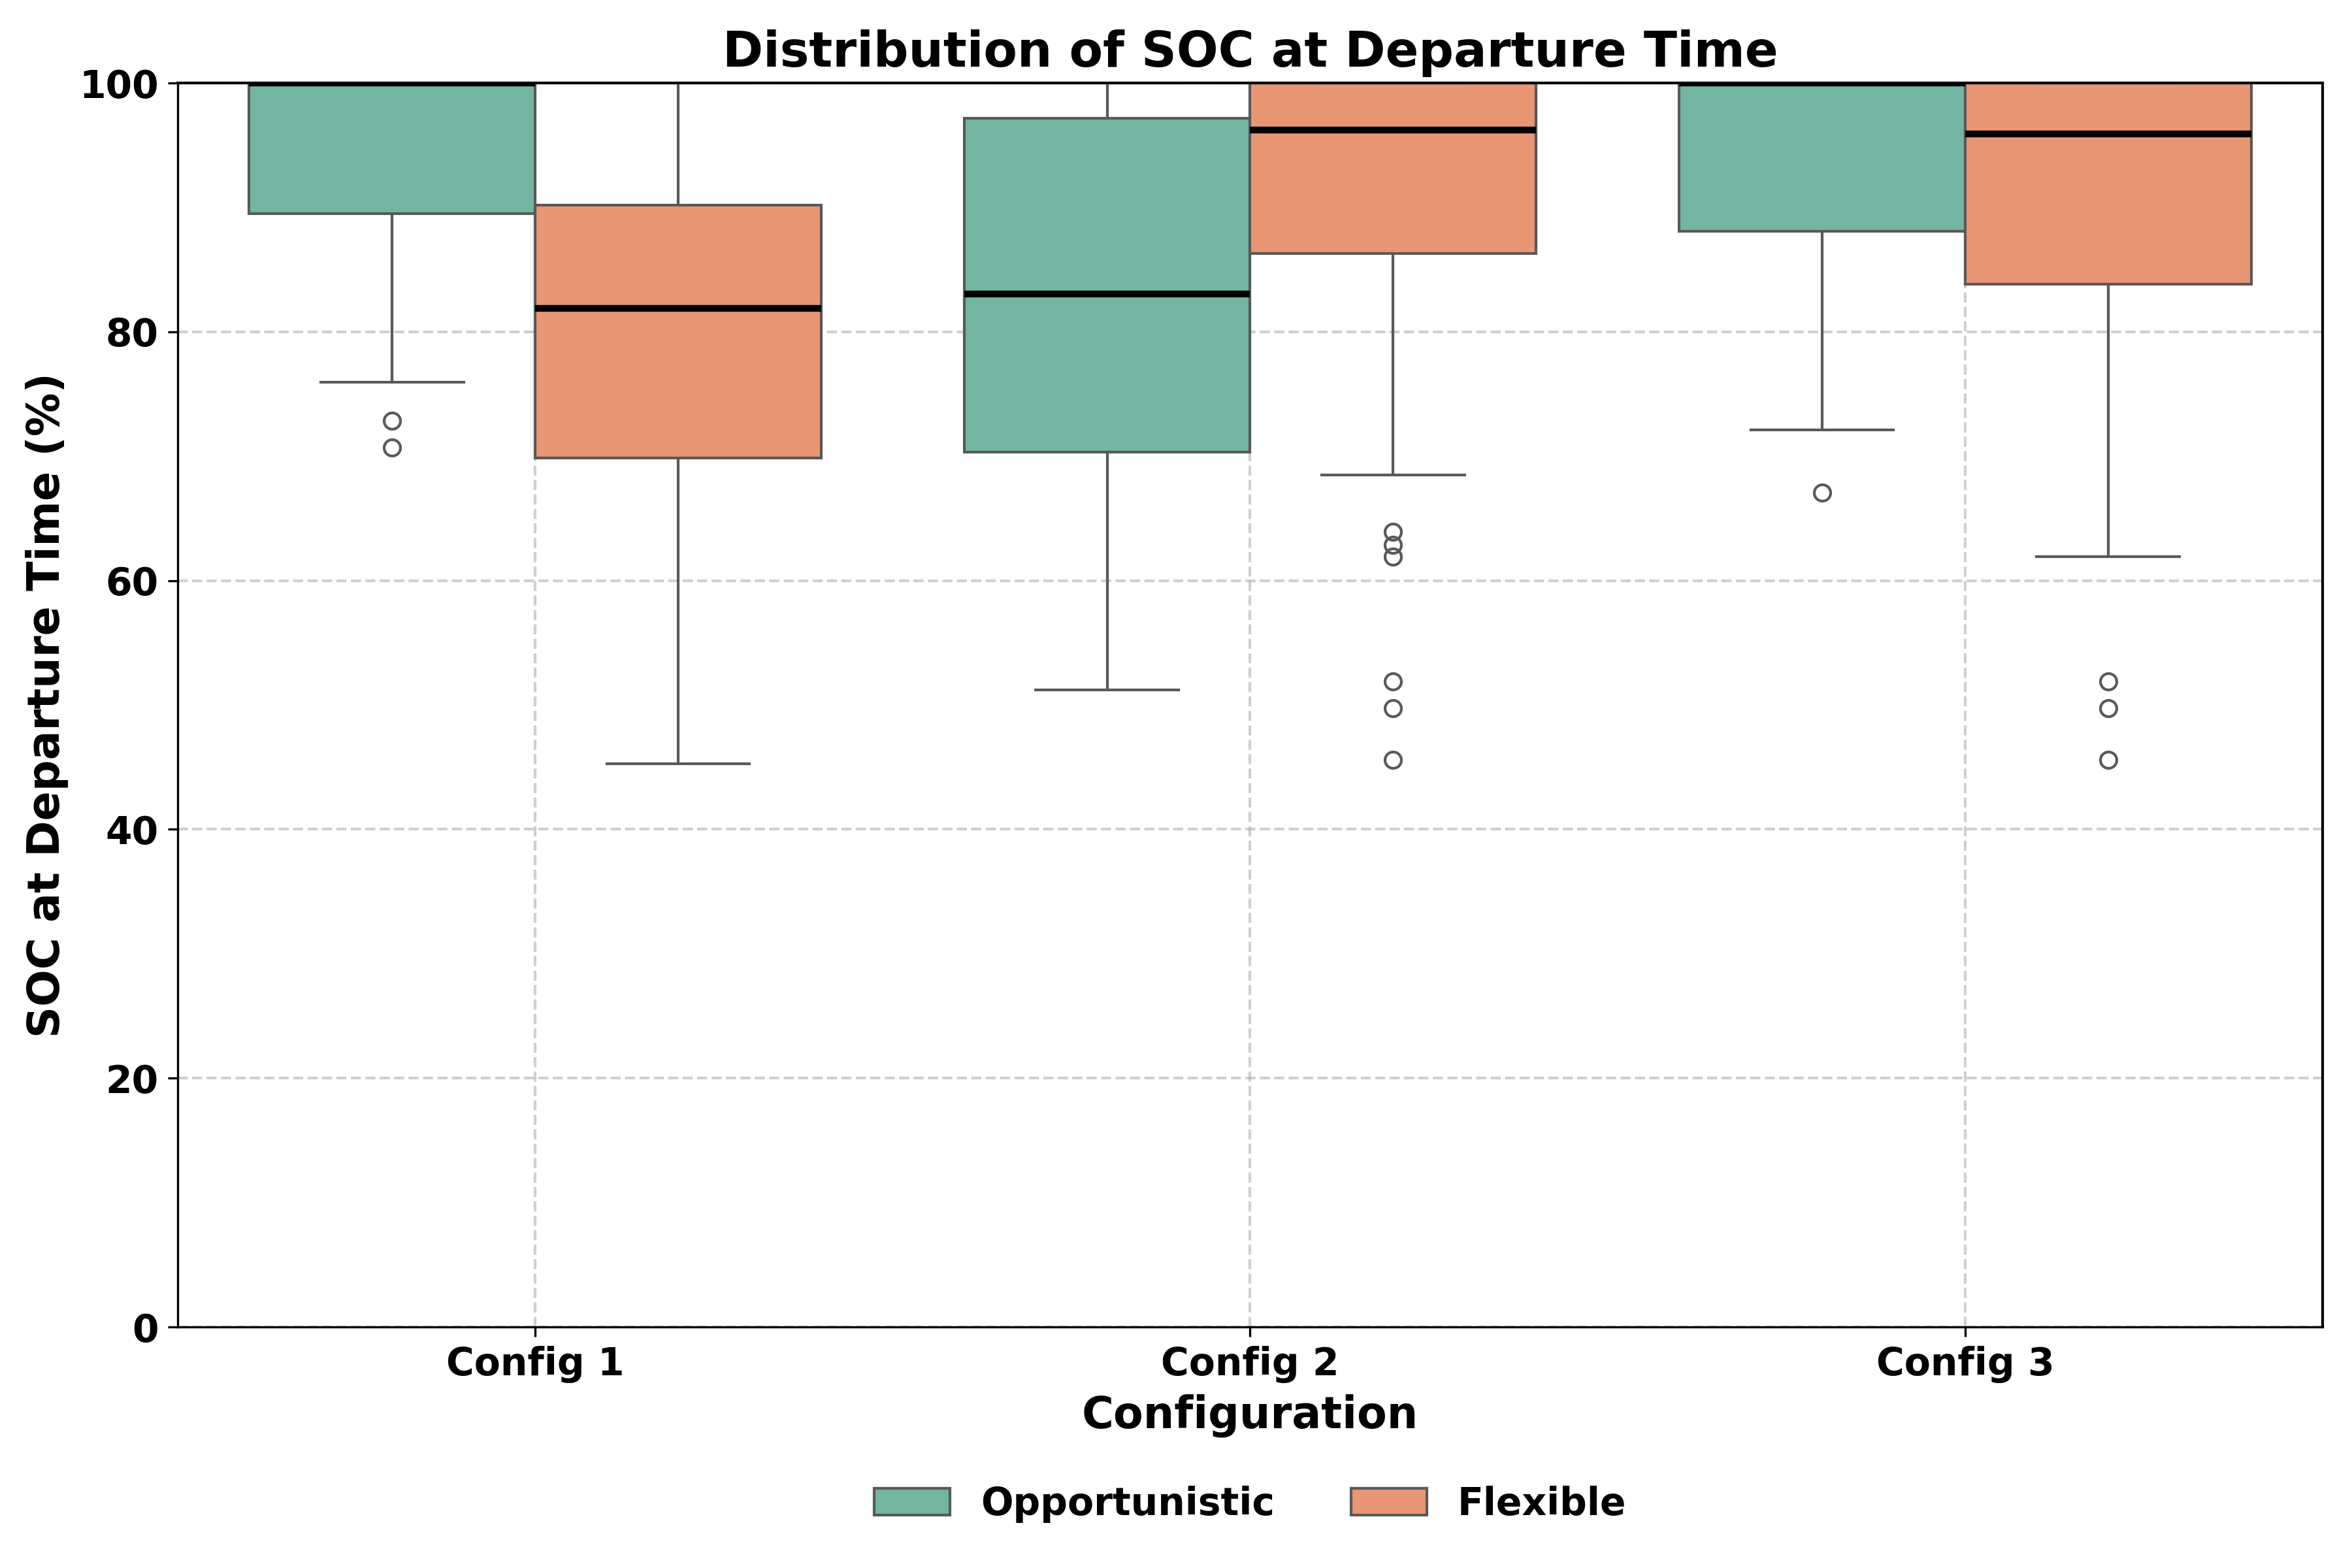 Distribution of SOC at Departure Time
SOC at Departure Time (%)
100
80
60
40
20
0
Config 1
Config 2
Config 3
Configuration
Opportunistic
Flexible